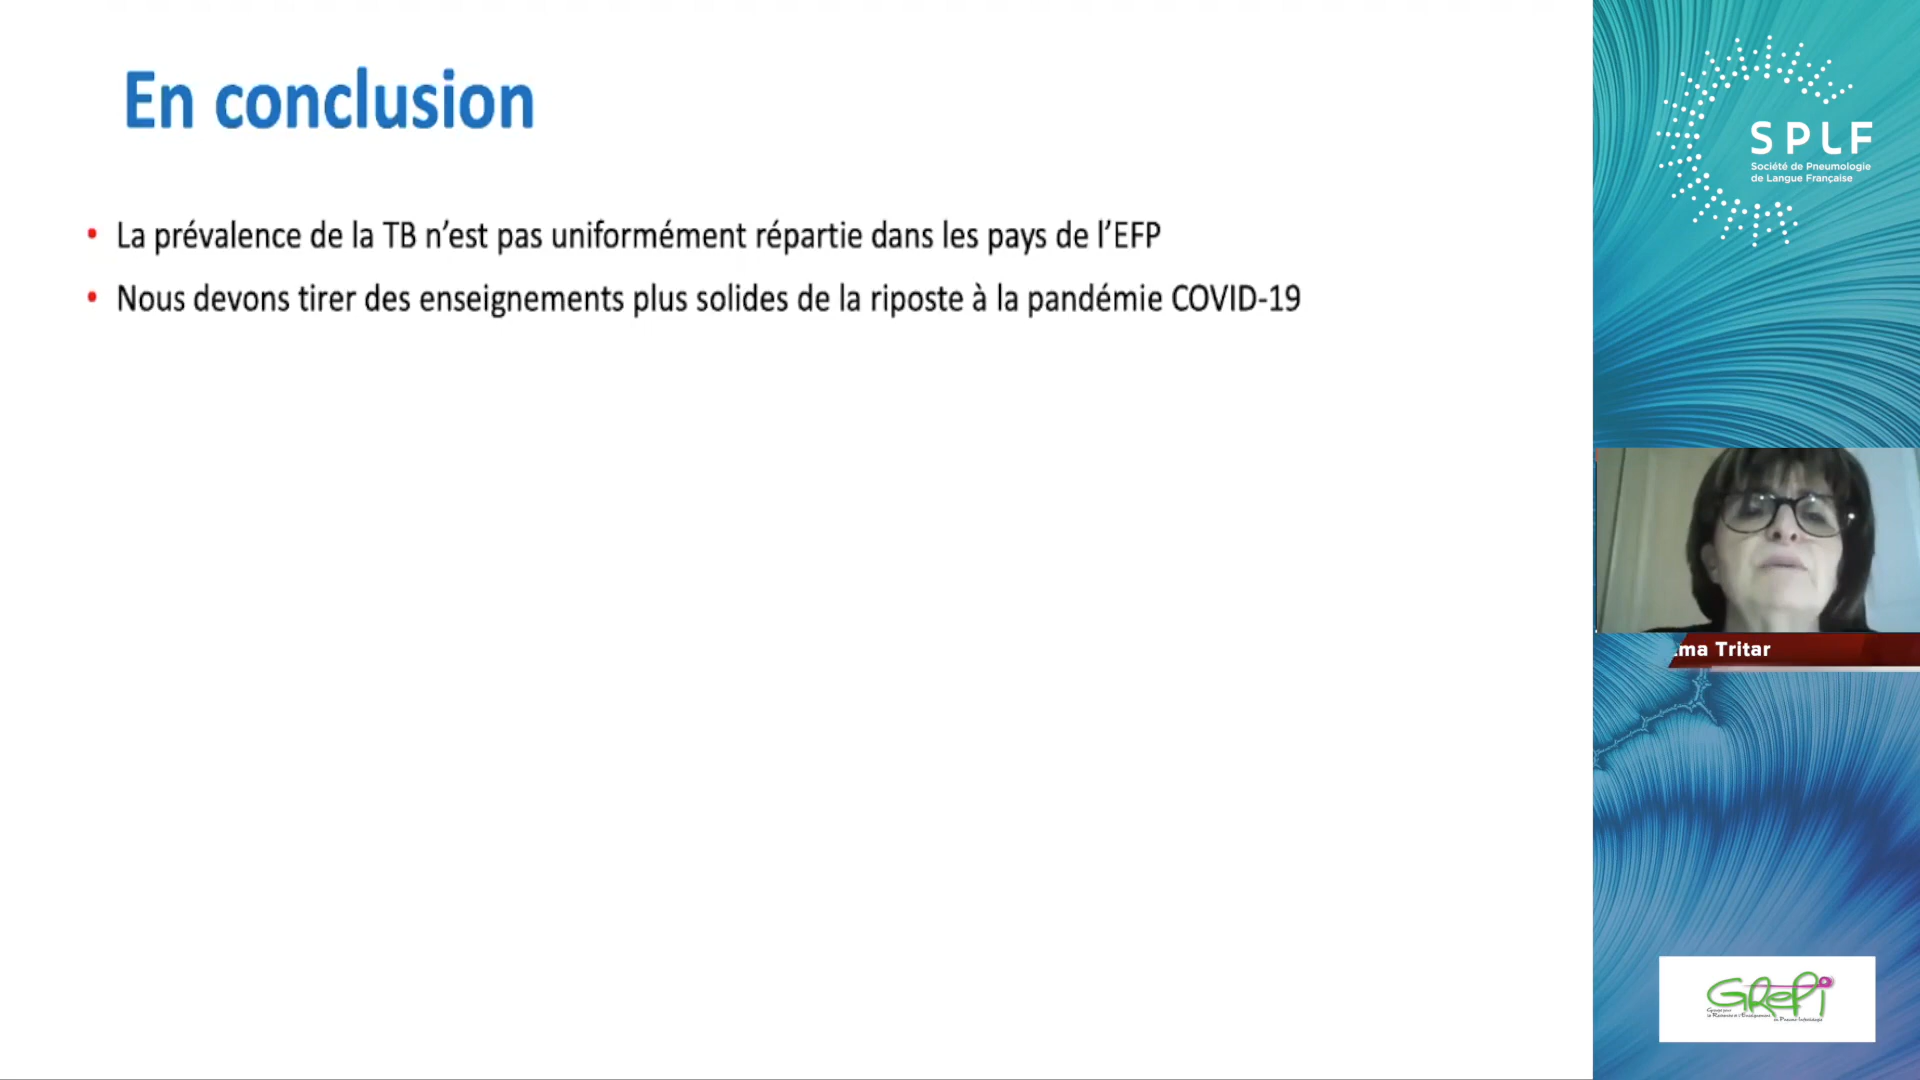 En conclusion
• La prévalence de la TB n’est pas uniformément répartie dans les pays de l’EFP
• Nous devons tirer des enseignements plus solides de la riposte à la pandémie COVID-19
SPLF
Société de Pneumologie
de Langue Française
ma Tritar
GREPI